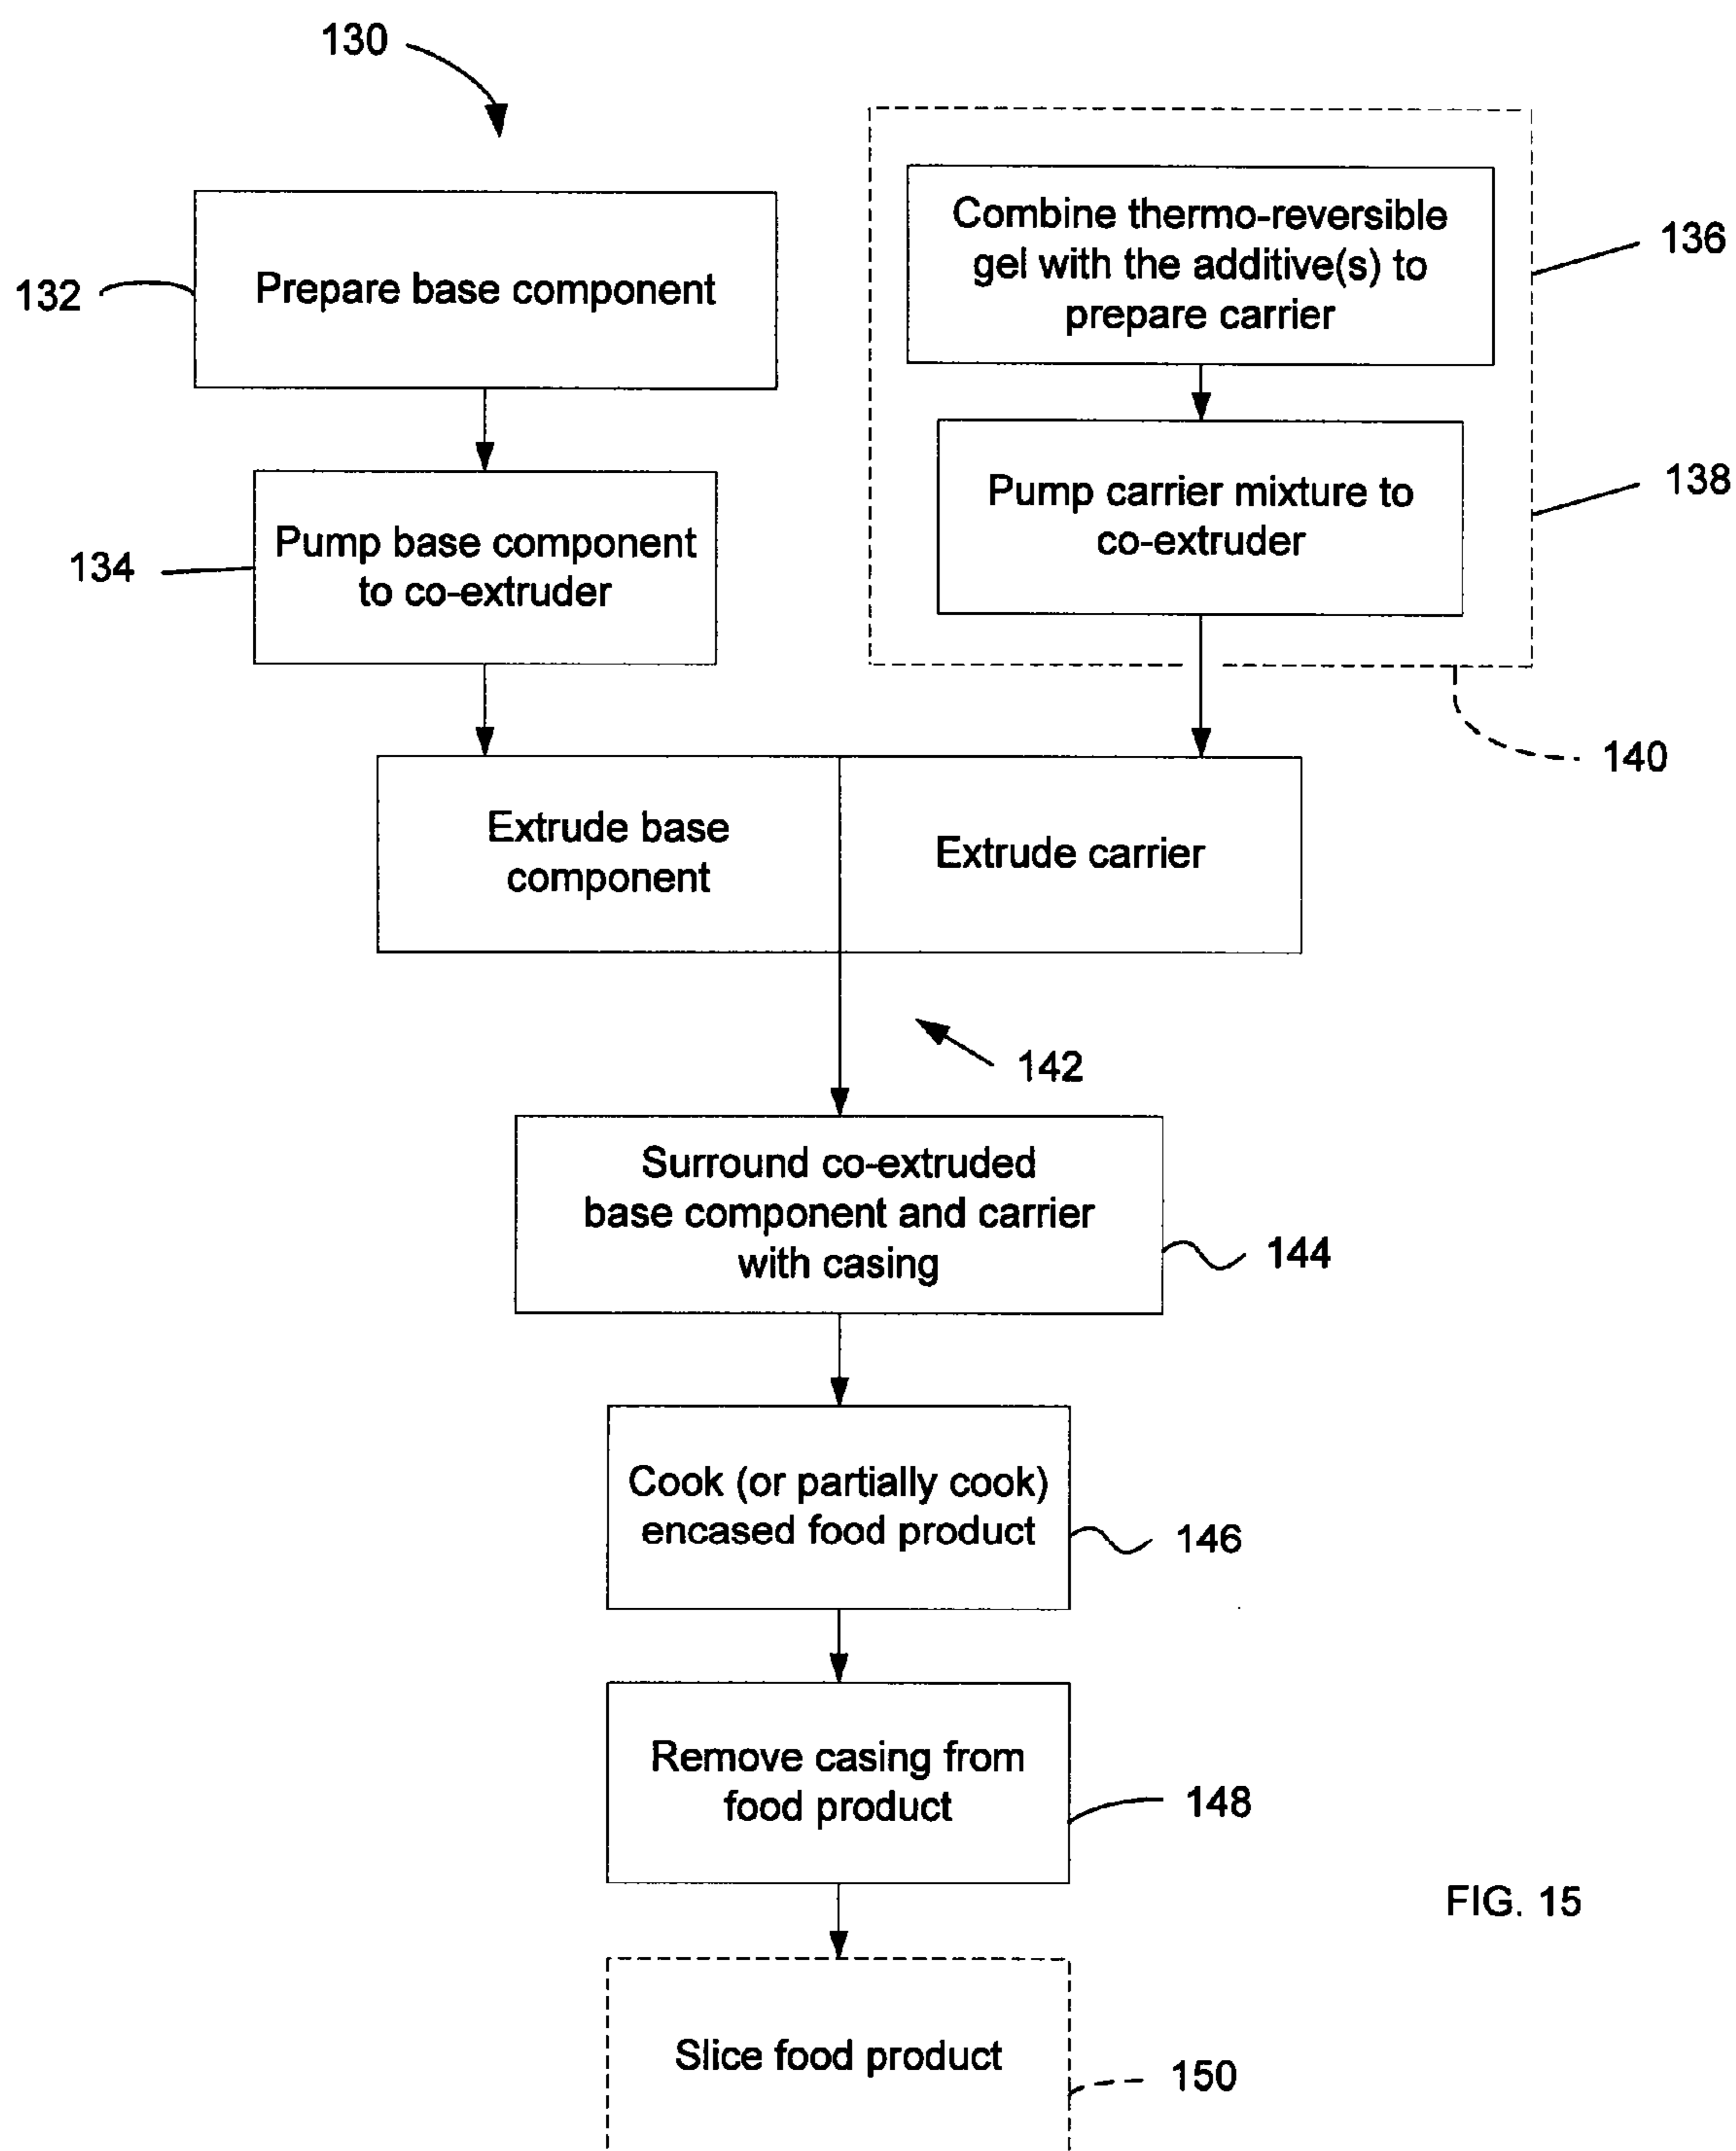 130
Combine thermo-reversible
gel with the additive(s) to
prepare carrier
136
132
Prepare base component
Pump carrier mixture to
co-extruder
138
134
Pump base component
to co-extruder
140
Extrude base
component
Extrude carrier
142
Surround co-extruded
base component and carrier
with casing
144
Cook (or partially cook)
encased food product
146
Remove casing from
food product
148
FIG. 15
Slice food product
150